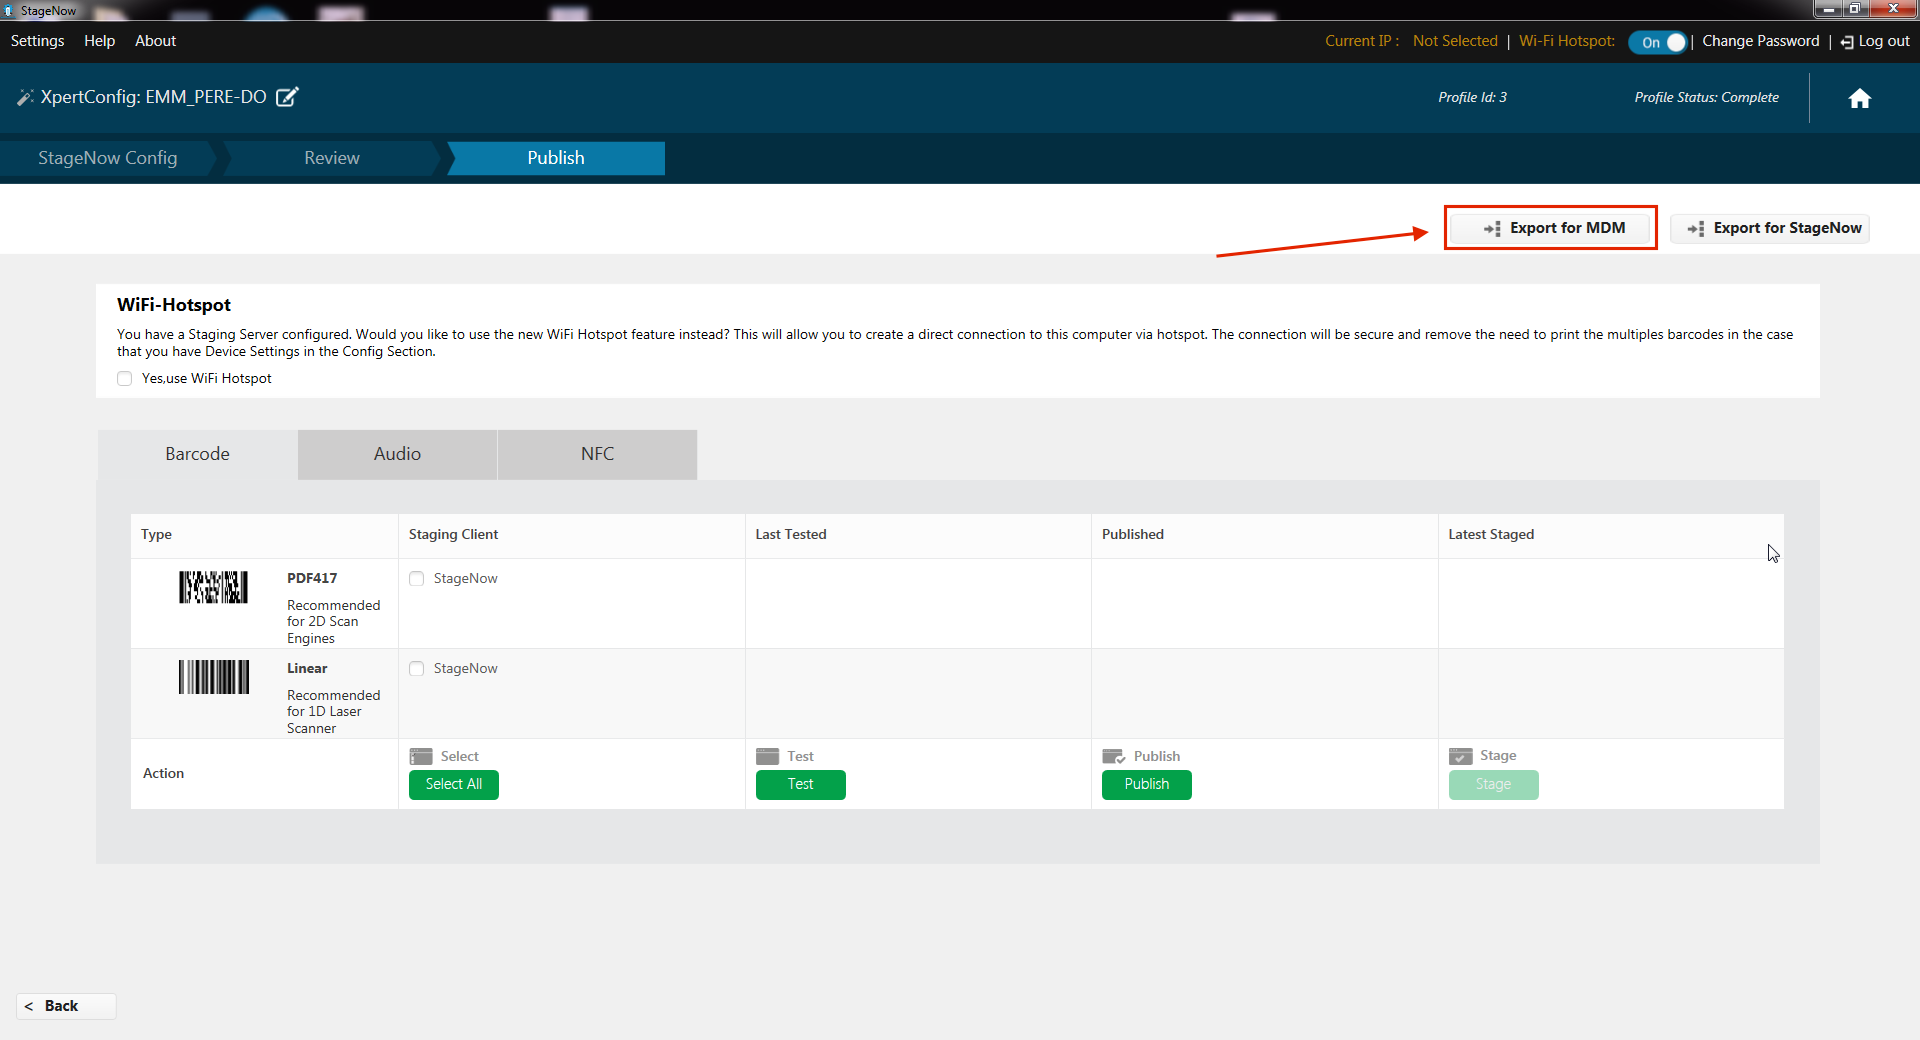 StageNow
Settings Help About
Current IP : Not Selected | Wi-Fi Hotspot: On | Change Password | Log out
XpertConfig: EMM_PERE-DO
Profile Id: 3
Profile Status: Complete
StageNow Config
Review
Publish
Export for MDM
Export for StageNow
WiFi-Hotspot
You have a Staging Server configured. Would you like to use the new WiFi Hotspot feature instead? This will allow you to create a direct connection to this computer via hotspot. The connection will be secure and remove the need to print the multiples barcodes in the case
that you have Device Settings in the Config Section.
Yes,use WiFi Hotspot
Barcode
Audio
NFC
Type
Staging Client
Last Tested
Published
Latest Staged
PDF417
Recommended
for 2D Scan
Engines
StageNow
Linear
Recommended
for 1D Laser
Scanner
StageNow
Action
Select
Select All
Test
Test
Publish
Publish
Stage
Stage
< Back